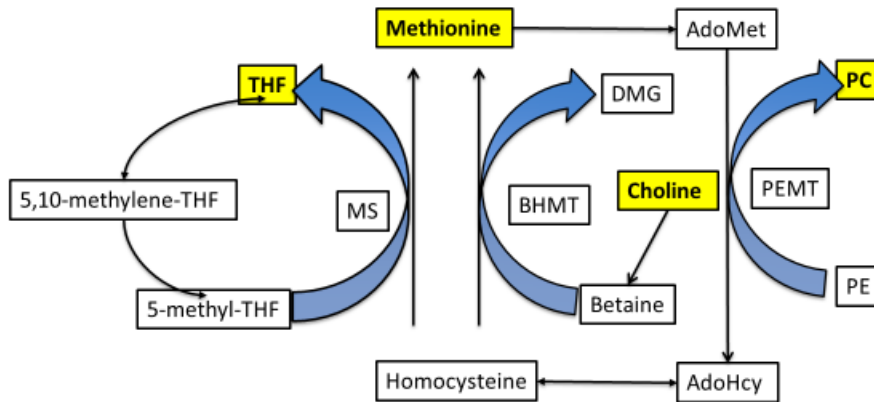 Methionine
AdoMet
THF
PC
DMG
5,10-methylene-THF
MS
BHMT
Choline
PEMT
5-methyl-THF
Betaine
PE
Homocysteine
AdoHcy